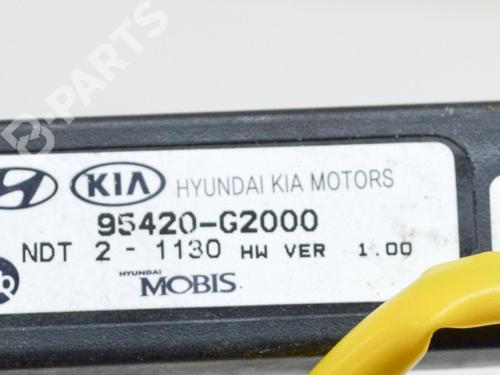 B-PARTS
KIA HYUNDAI KIA MOTORS
95420-G2000
NDT 2 - 1130 HW VER 1.00
HYUNDAI
MOBIS